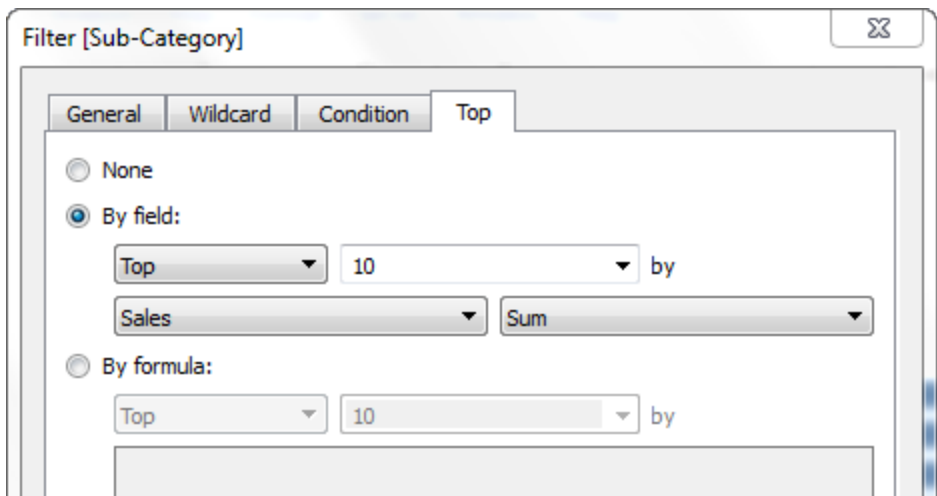 Filter [Sub-Category]
General Wildcard Condition Top
None
By field:
Top 10 by
Sales Sum
By formula:
Top 10 by